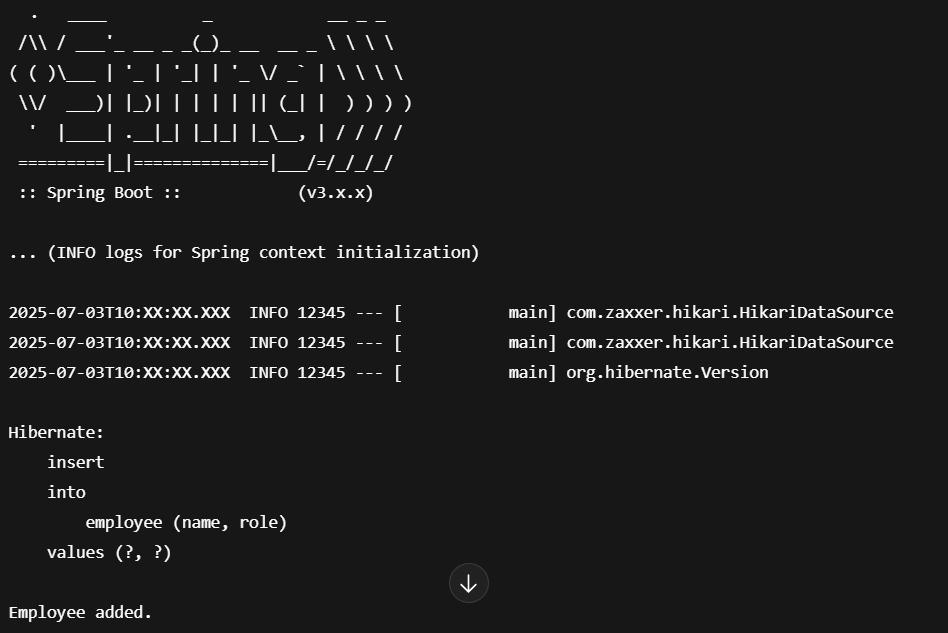 .   ____          _            __ _ _
 /\\ / ___'_ __ _ _(_)_ __  __ _ \ \ \ \
( ( )\___ | '_ | '_| | '_ \/ _` | \ \ \ \
 \\/  ___)| |_)| | | | | || (_| |  ) ) ) )
  '  |____| .__|_| |_|_| |_\__, | / / / /
 =========|_|==============|___/=/_/_/_/
 :: Spring Boot ::            (v3.x.x)

... (INFO logs for Spring context initialization)

2025-07-03T10:XX:XX.XXX  INFO 12345 --- [           main] com.zaxxer.hikari.HikariDataSource
2025-07-03T10:XX:XX.XXX  INFO 12345 --- [           main] com.zaxxer.hikari.HikariDataSource
2025-07-03T10:XX:XX.XXX  INFO 12345 --- [           main] org.hibernate.Version

Hibernate:
    insert
    into
        employee (name, role)
    values (?, ?)

Employee added.